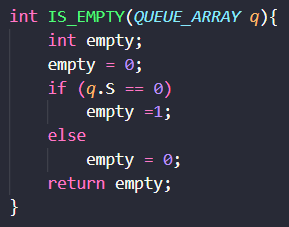 int IS_EMPTY(QUEUE_ARRAY q){
    int empty;
    empty = 0;
    if (q.S == 0)
        empty =1;
    else
        empty = 0;
    return empty;
}